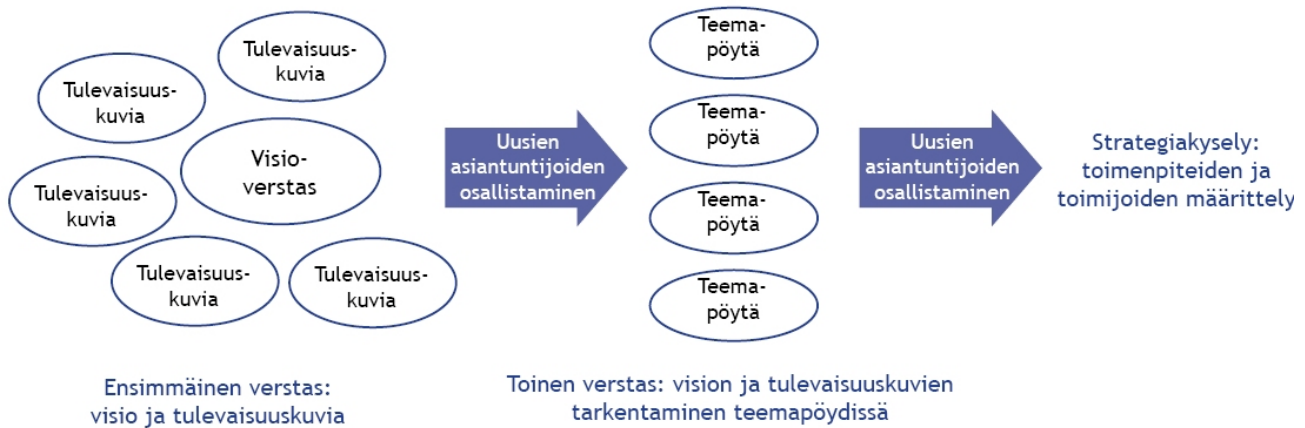 Tulevaisuus-
kuvia
Tulevaisuus-
kuvia
Visio-
verstas
Tulevaisuus-
kuvia
Tulevaisuus-
kuvia
Tulevaisuus-
kuvia
Ensimmäinen verstas:
visio ja tulevaisuuskuvia
Uusien
asiantuntijoiden
osallistaminen
Teema-
pöytä
Teema-
pöytä
Teema-
pöytä
Teema-
pöytä
Toinen verstas: vision ja tulevaisuuskuvien
tarkentaminen teemapöydissä
Uusien
asiantuntijoiden
osallistaminen
Strategiakysely:
toimenpiteiden ja
toimijoiden määrittely